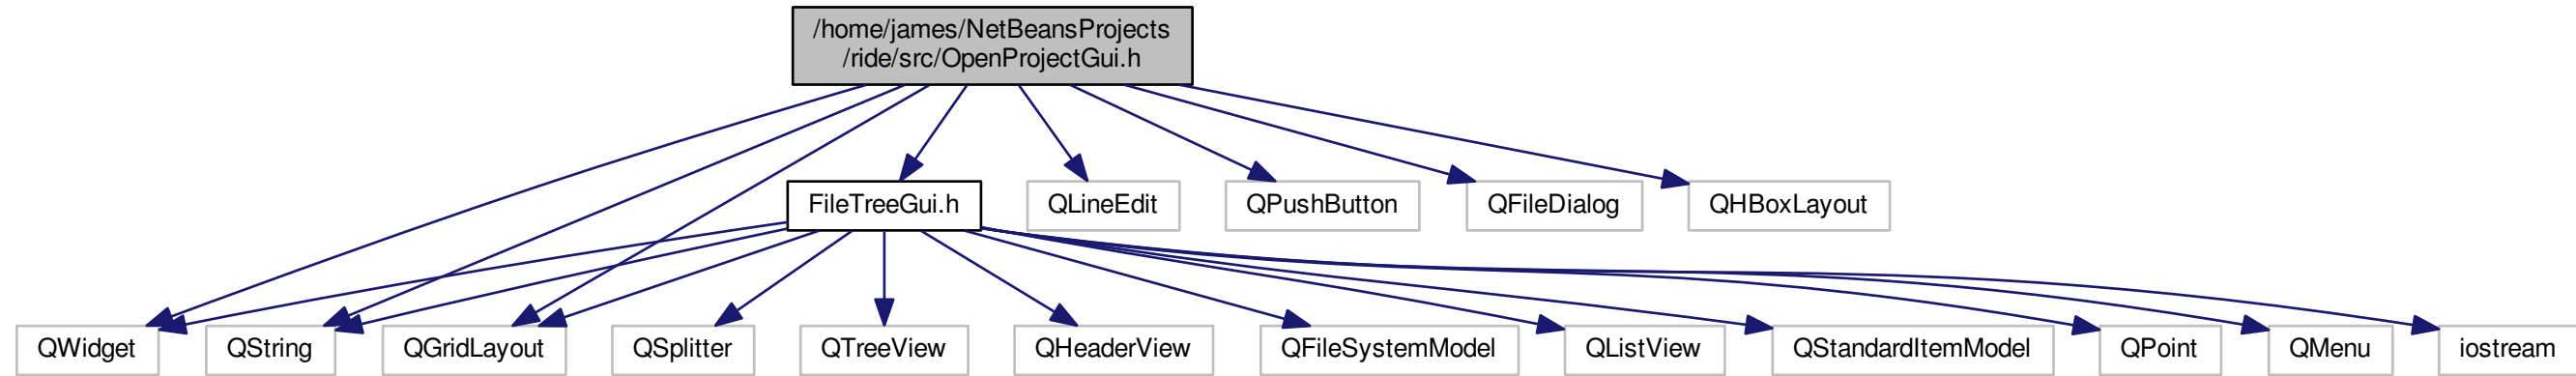 /home/james/NetBeansProjects
/ride/src/OpenProjectGui.h
FileTreeGui.h
QLineEdit
QPushButton
QFileDialog
QHBoxLayout
QWidget
QString
QGridLayout
QSplitter
QTreeView
QHeaderView
QFileSystemModel
QListView
QStandardItemModel
QPoint
QMenu
iostream